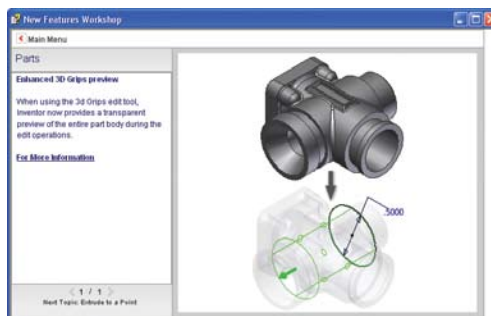 New Features Workshop
Main Menu
Parts
Enhanced 3D Grips preview
When using the 3d Grips edit tool,
Inventor now provides a transparent
preview of the entire part body during the
edit operations.
For More Information
< 1 / 1 >
Next Topic: Extrude to a Point
.5000